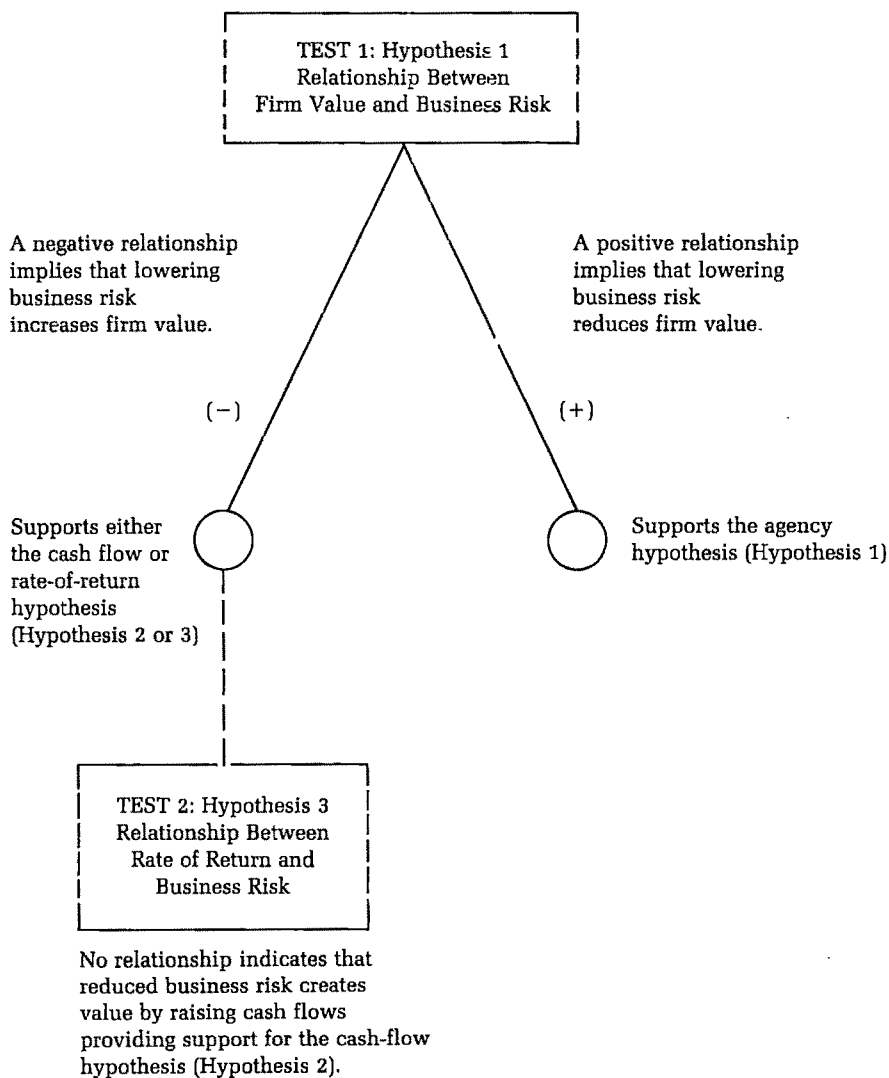 TEST 1: Hypothesis 1
Relationship Between
Firm Value and Business Risk
A negative relationship
implies that lowering
business risk
increases firm value.
A positive relationship
implies that lowering
business risk
reduces firm value.
(−)
(+)
Supports either
the cash flow or
rate-of-return
hypothesis
(Hypothesis 2 or 3)
Supports the agency
hypothesis (Hypothesis 1)
TEST 2: Hypothesis 3
Relationship Between
Rate of Return and
Business Risk
No relationship indicates that
reduced business risk creates
value by raising cash flows
providing support for the cash-flow
hypothesis (Hypothesis 2).